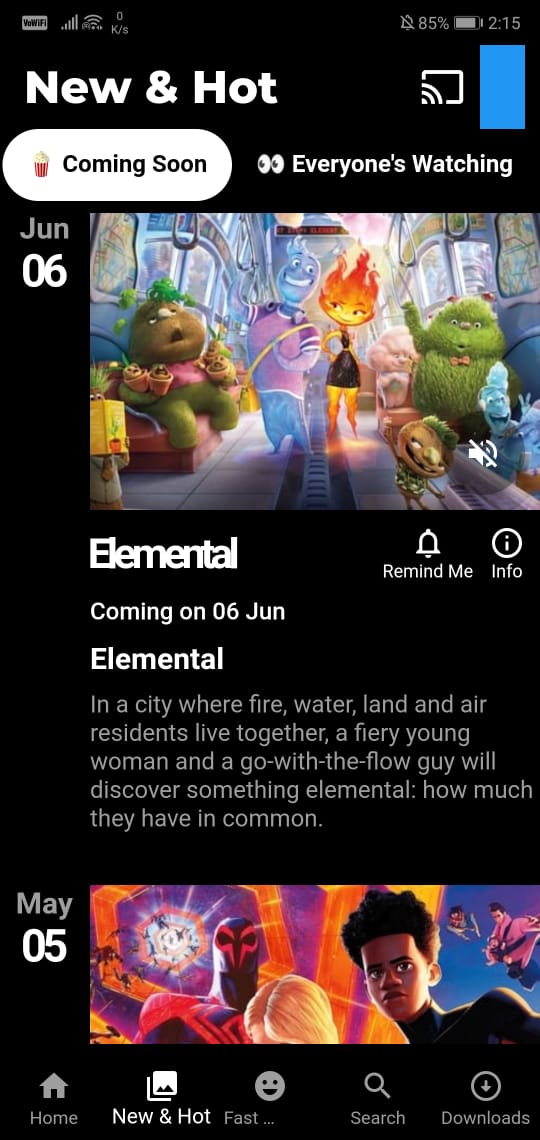 VoWiFi 0 K/s 85% 2:15
New & Hot
Coming Soon
Everyone's Watching
Jun
06
Elemental
Remind Me
Info
Coming on 06 Jun
Elemental
In a city where fire, water, land and air
residents live together, a fiery young
woman and a go-with-the-flow guy will
discover something elemental: how much
they have in common.
May
05
Home
New & Hot
Fast ...
Search
Downloads